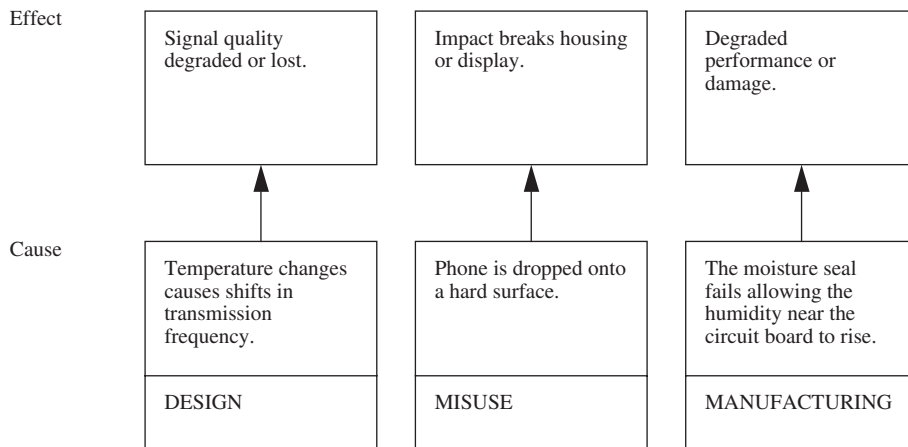 Effect
Signal quality
degraded or lost.
Impact breaks housing
or display.
Degraded
performance or
damage.
Cause
Temperature changes
causes shifts in
transmission
frequency.
DESIGN
Phone is dropped onto
a hard surface.
MISUSE
The moisture seal
fails allowing the
humidity near the
circuit board to rise.
MANUFACTURING